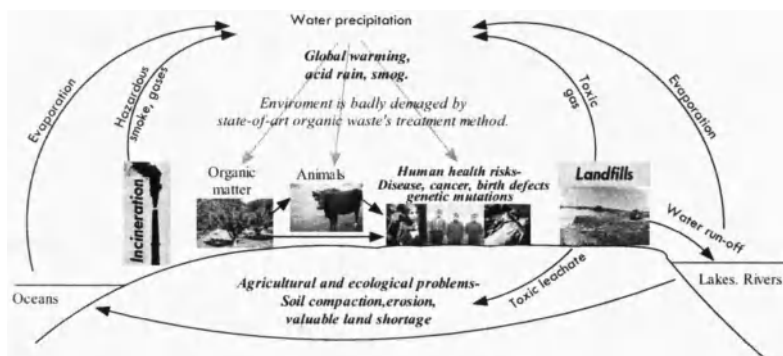 Water precipitation
Global warming,
acid rain, smog.
Enviroment is badly damaged by
state-of-art organic waste's treatment method.
Evaporation
Hazardous
smoke, gases
Toxic
gas
Evaporation
Incineration
Organic
matter
Animals
Human health risks-
Disease, cancer, birth defects
genetic mutations
Landfills
Water run-off
Oceans
Agricultural and ecological problems-
Soil compaction,erosion,
valuable land shortage
Toxic leachate
Lakes. Rivers